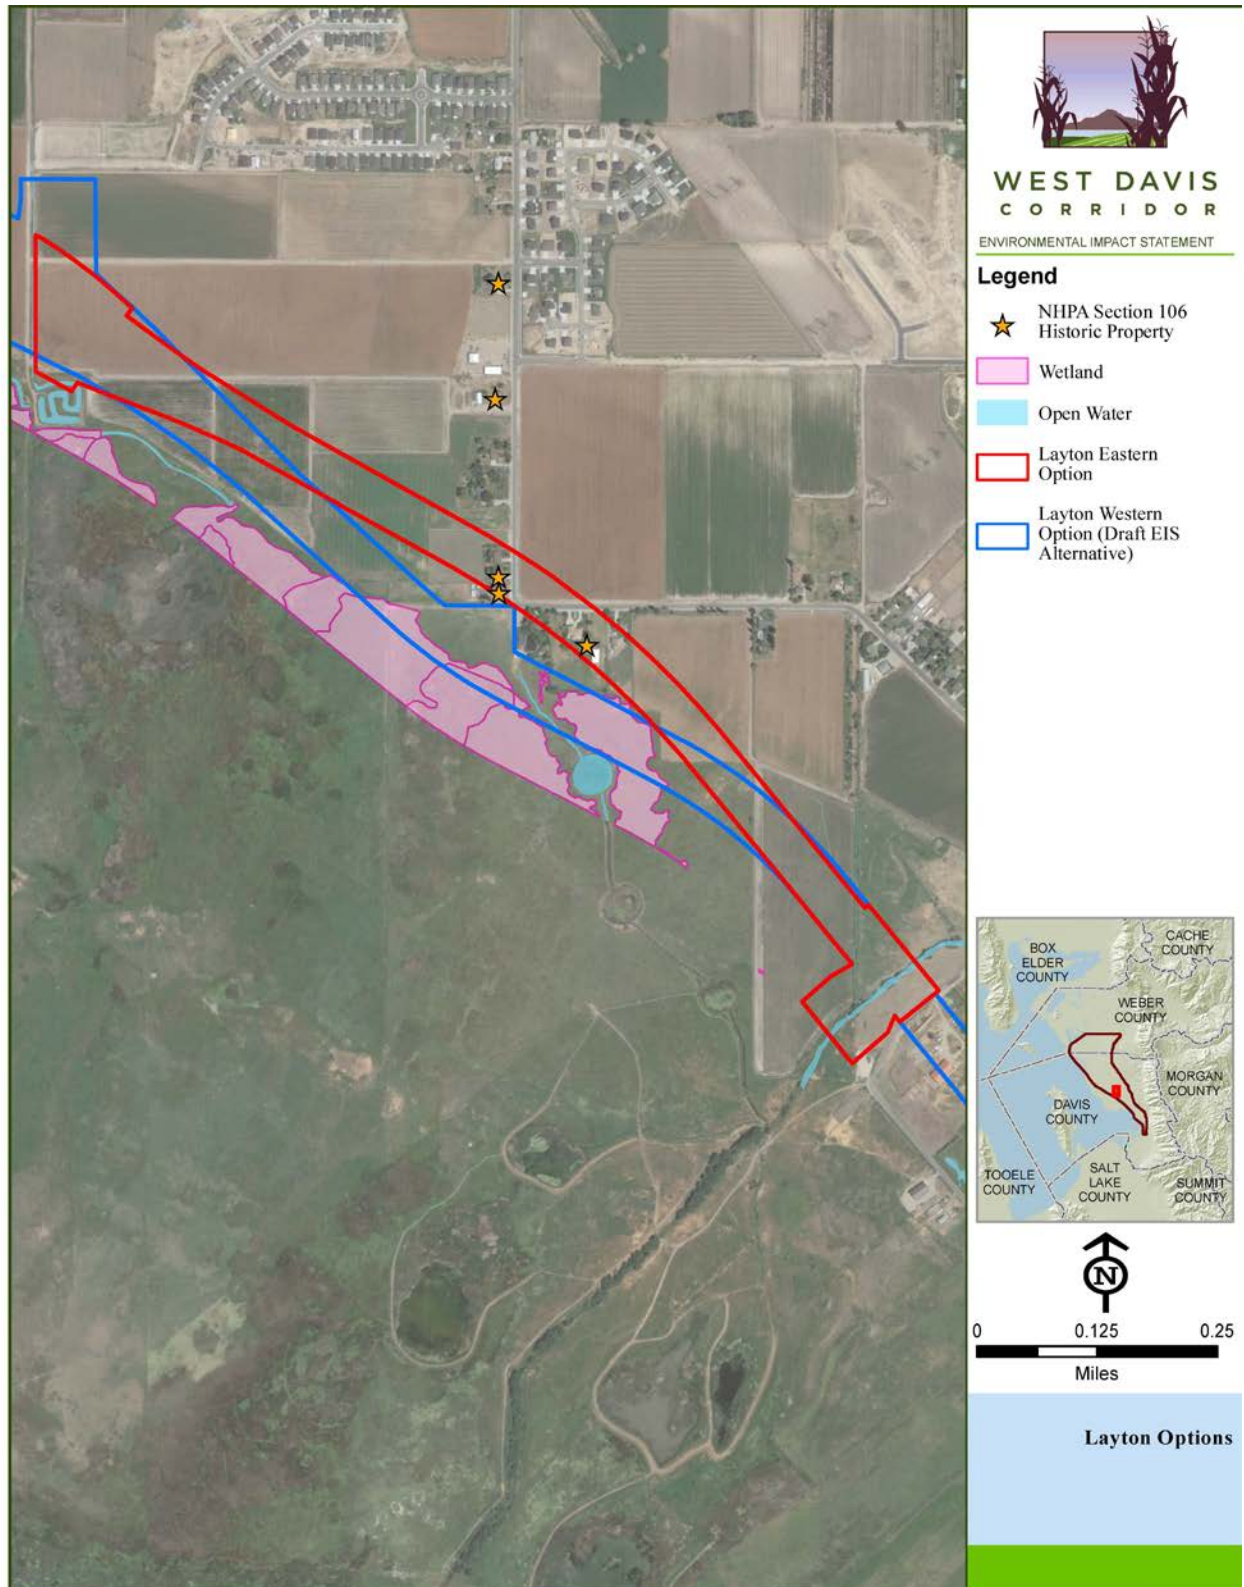 WEST DAVIS
CORRIDOR
ENVIRONMENTAL IMPACT STATEMENT
Legend
NHPA Section 106
Historic Property
Wetland
Open Water
Layton Eastern
Option
Layton Western
Option (Draft EIS
Alternative)
CACHE
COUNTY
BOX
ELDER
COUNTY
WEBER
COUNTY
MORGAN
COUNTY
DAVIS
COUNTY
TOOELE
COUNTY
SALT
LAKE
COUNTY
SUMMIT
COUNTY
N
0 0.125 0.25
Miles
Layton Options